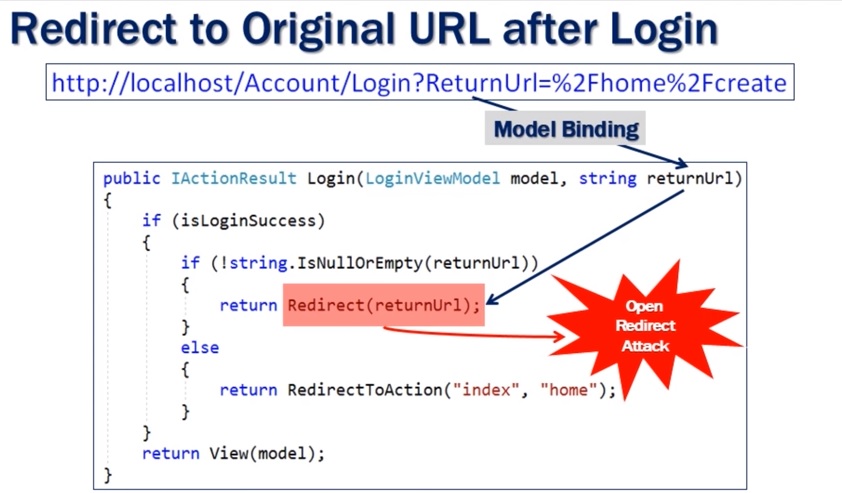 Redirect to Original URL after Login
http://localhost/Account/Login?ReturnUrl=%2Fhome%2Fcreate
Model Binding
public IActionResult Login(LoginViewModel model, string returnUrl)
{
if (isLoginSuccess)
{
if (!string.IsNullOrEmpty(returnUrl))
{
return Redirect(returnUrl);
}
else
{
return RedirectToAction("index", "home");
}
}
return View(model);
}
Open
Redirect
Attack